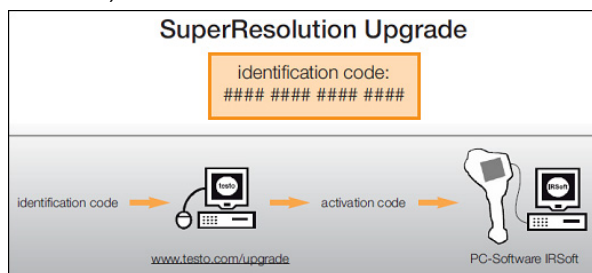 SuperResolution Upgrade
identification code:
#### #### #### ####
identification code
testo
activation code
IRSoft
www.testo.com/upgrade
PC-Software IRSoft